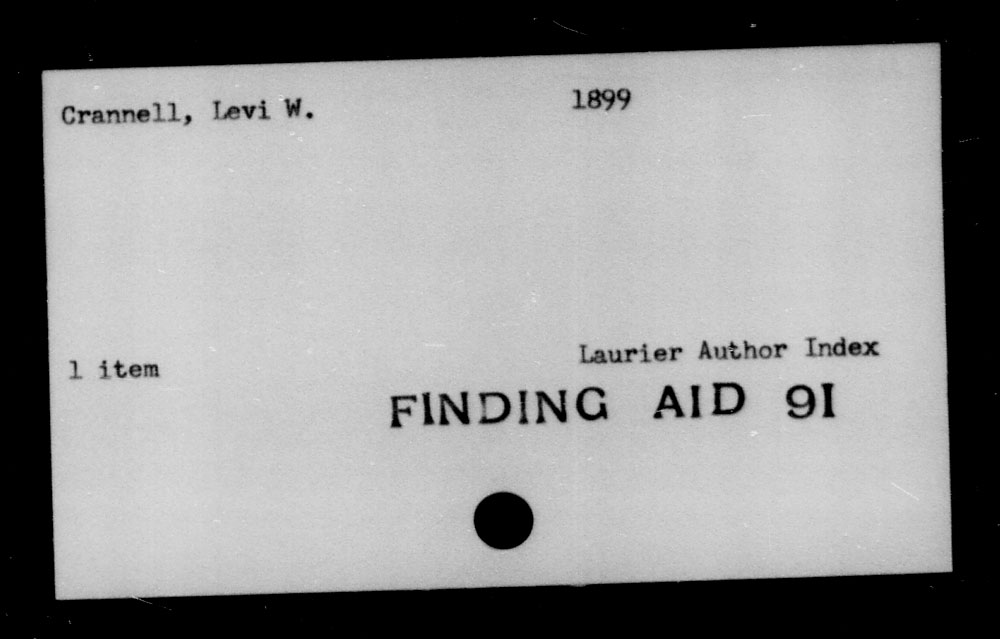 Crannell, Levi W. 1899
1 item
Laurier Author Index
FINDING AID 91